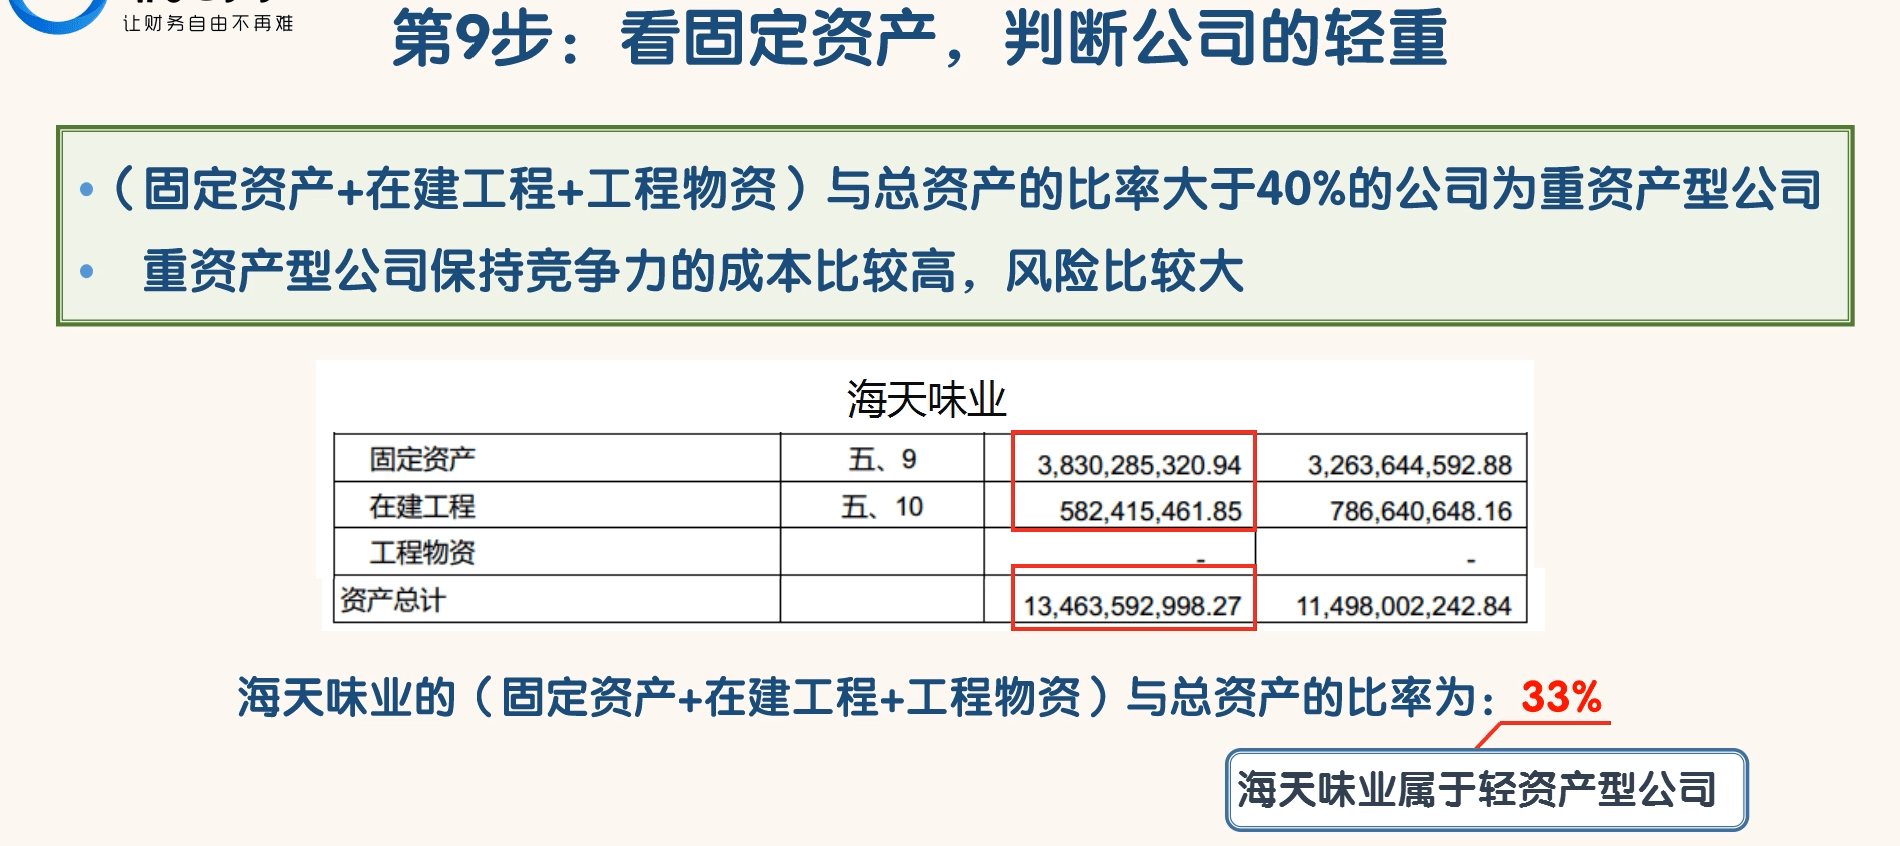 让财务自由不再难
第9步：看固定资产，判断公司的轻重
•（固定资产+在建工程+工程物资）与总资产的比率大于40%的公司为重资产型公司
• 重资产型公司保持竞争力的成本比较高，风险比较大
海天味业
固定资产 五、9 3,830,285,320.94 3,263,644,592.88
在建工程 五、10 582,415,461.85 786,640,648.16
工程物资 - -
资产总计 13,463,592,998.27 11,498,002,242.84
海天味业的（固定资产+在建工程+工程物资）与总资产的比率为：33%
海天味业属于轻资产型公司